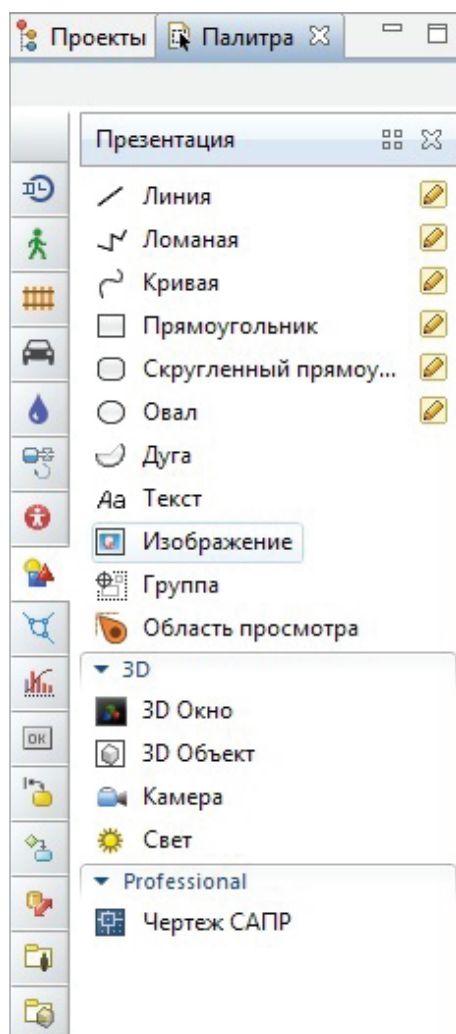 Проекты Палитра
Презентация
Линия
Ломаная
Кривая
Прямоугольник
Скругленный прямоу...
Овал
Дуга
Aa Текст
Изображение
Группа
Область просмотра
3D
3D Окно
3D Объект
OK
Камера
Свет
Professional
Чертеж САПР